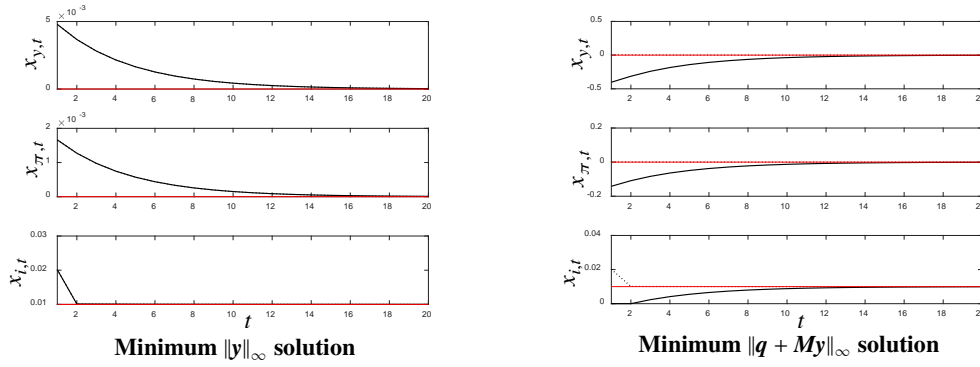 × 10⁻³
5
0
x_{y,t}
2 4 6 8 10 12 14 16 18 20
× 10⁻³
2
1
0
x_{π,t}
2 4 6 8 10 12 14 16 18 20
0.03
0.02
0.01
x_{i,t}
2 4 6 8 10 12 14 16 18 20
t
Minimum ‖y‖∞ solution
0.5
0
-0.5
x_{y,t}
2 4 6 8 10 12 14 16 18 20
0.2
0
-0.2
x_{π,t}
2 4 6 8 10 12 14 16 18 20
0.04
0.02
0
x_{i,t}
2 4 6 8 10 12 14 16 18 20
t
Minimum ‖q + My‖∞ solution